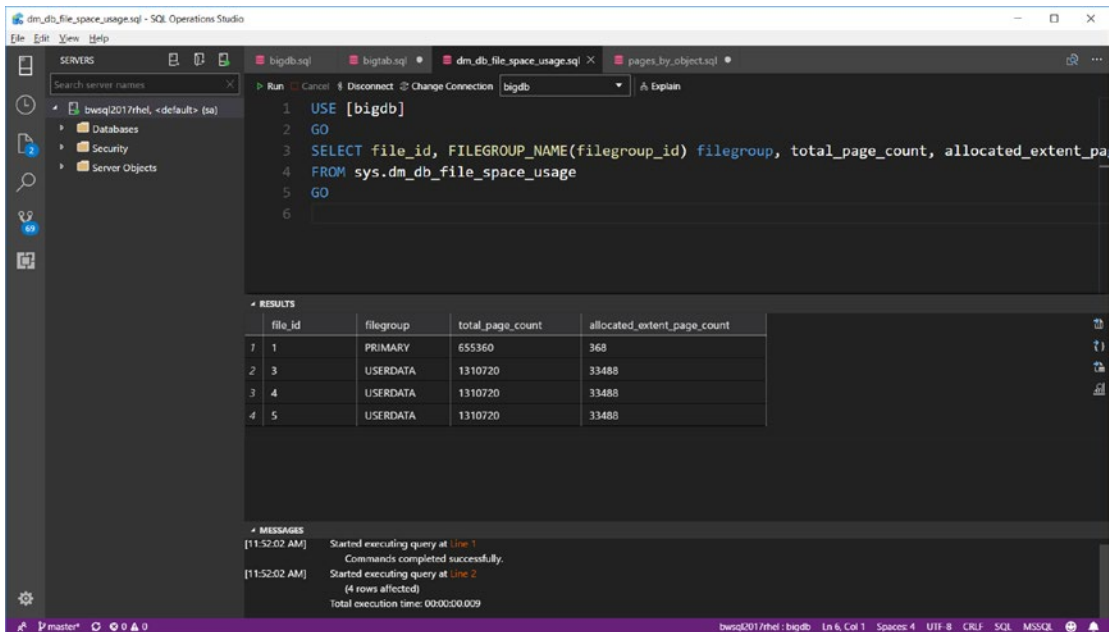 dm_db_file_space_usage.sql - SQL Operations Studio
File Edit View Help
SERVERS
bigdb.sql
bigtab.sql
dm_db_file_space_usage.sql
pages_by_object.sql
Search server names
Run Cancel Disconnect Change Connection bigdb Explain
bwsql2017rhel, <default> (sa)
Databases
Security
Server Objects
2
69
1 USE [bigdb]
2 GO
3 SELECT file_id, FILEGROUP_NAME(filegroup_id) filegroup, total_page_count, allocated_extent_pa
4 FROM sys.dm_db_file_space_usage
5 GO
6
RESULTS
file_id filegroup total_page_count allocated_extent_page_count
1 1 PRIMARY 655360 368
2 3 USERDATA 1310720 33488
3 4 USERDATA 1310720 33488
4 5 USERDATA 1310720 33488
MESSAGES
[11:52:02 AM] Started executing query at Line 1
Commands completed successfully.
[11:52:02 AM] Started executing query at Line 2
(4 rows affected)
Total execution time: 00:00:00.009
master* 0 0 bwsql2017rhel : bigdb Ln 6, Col 1 Spaces: 4 UTF-8 CRLF SQL MSSQL